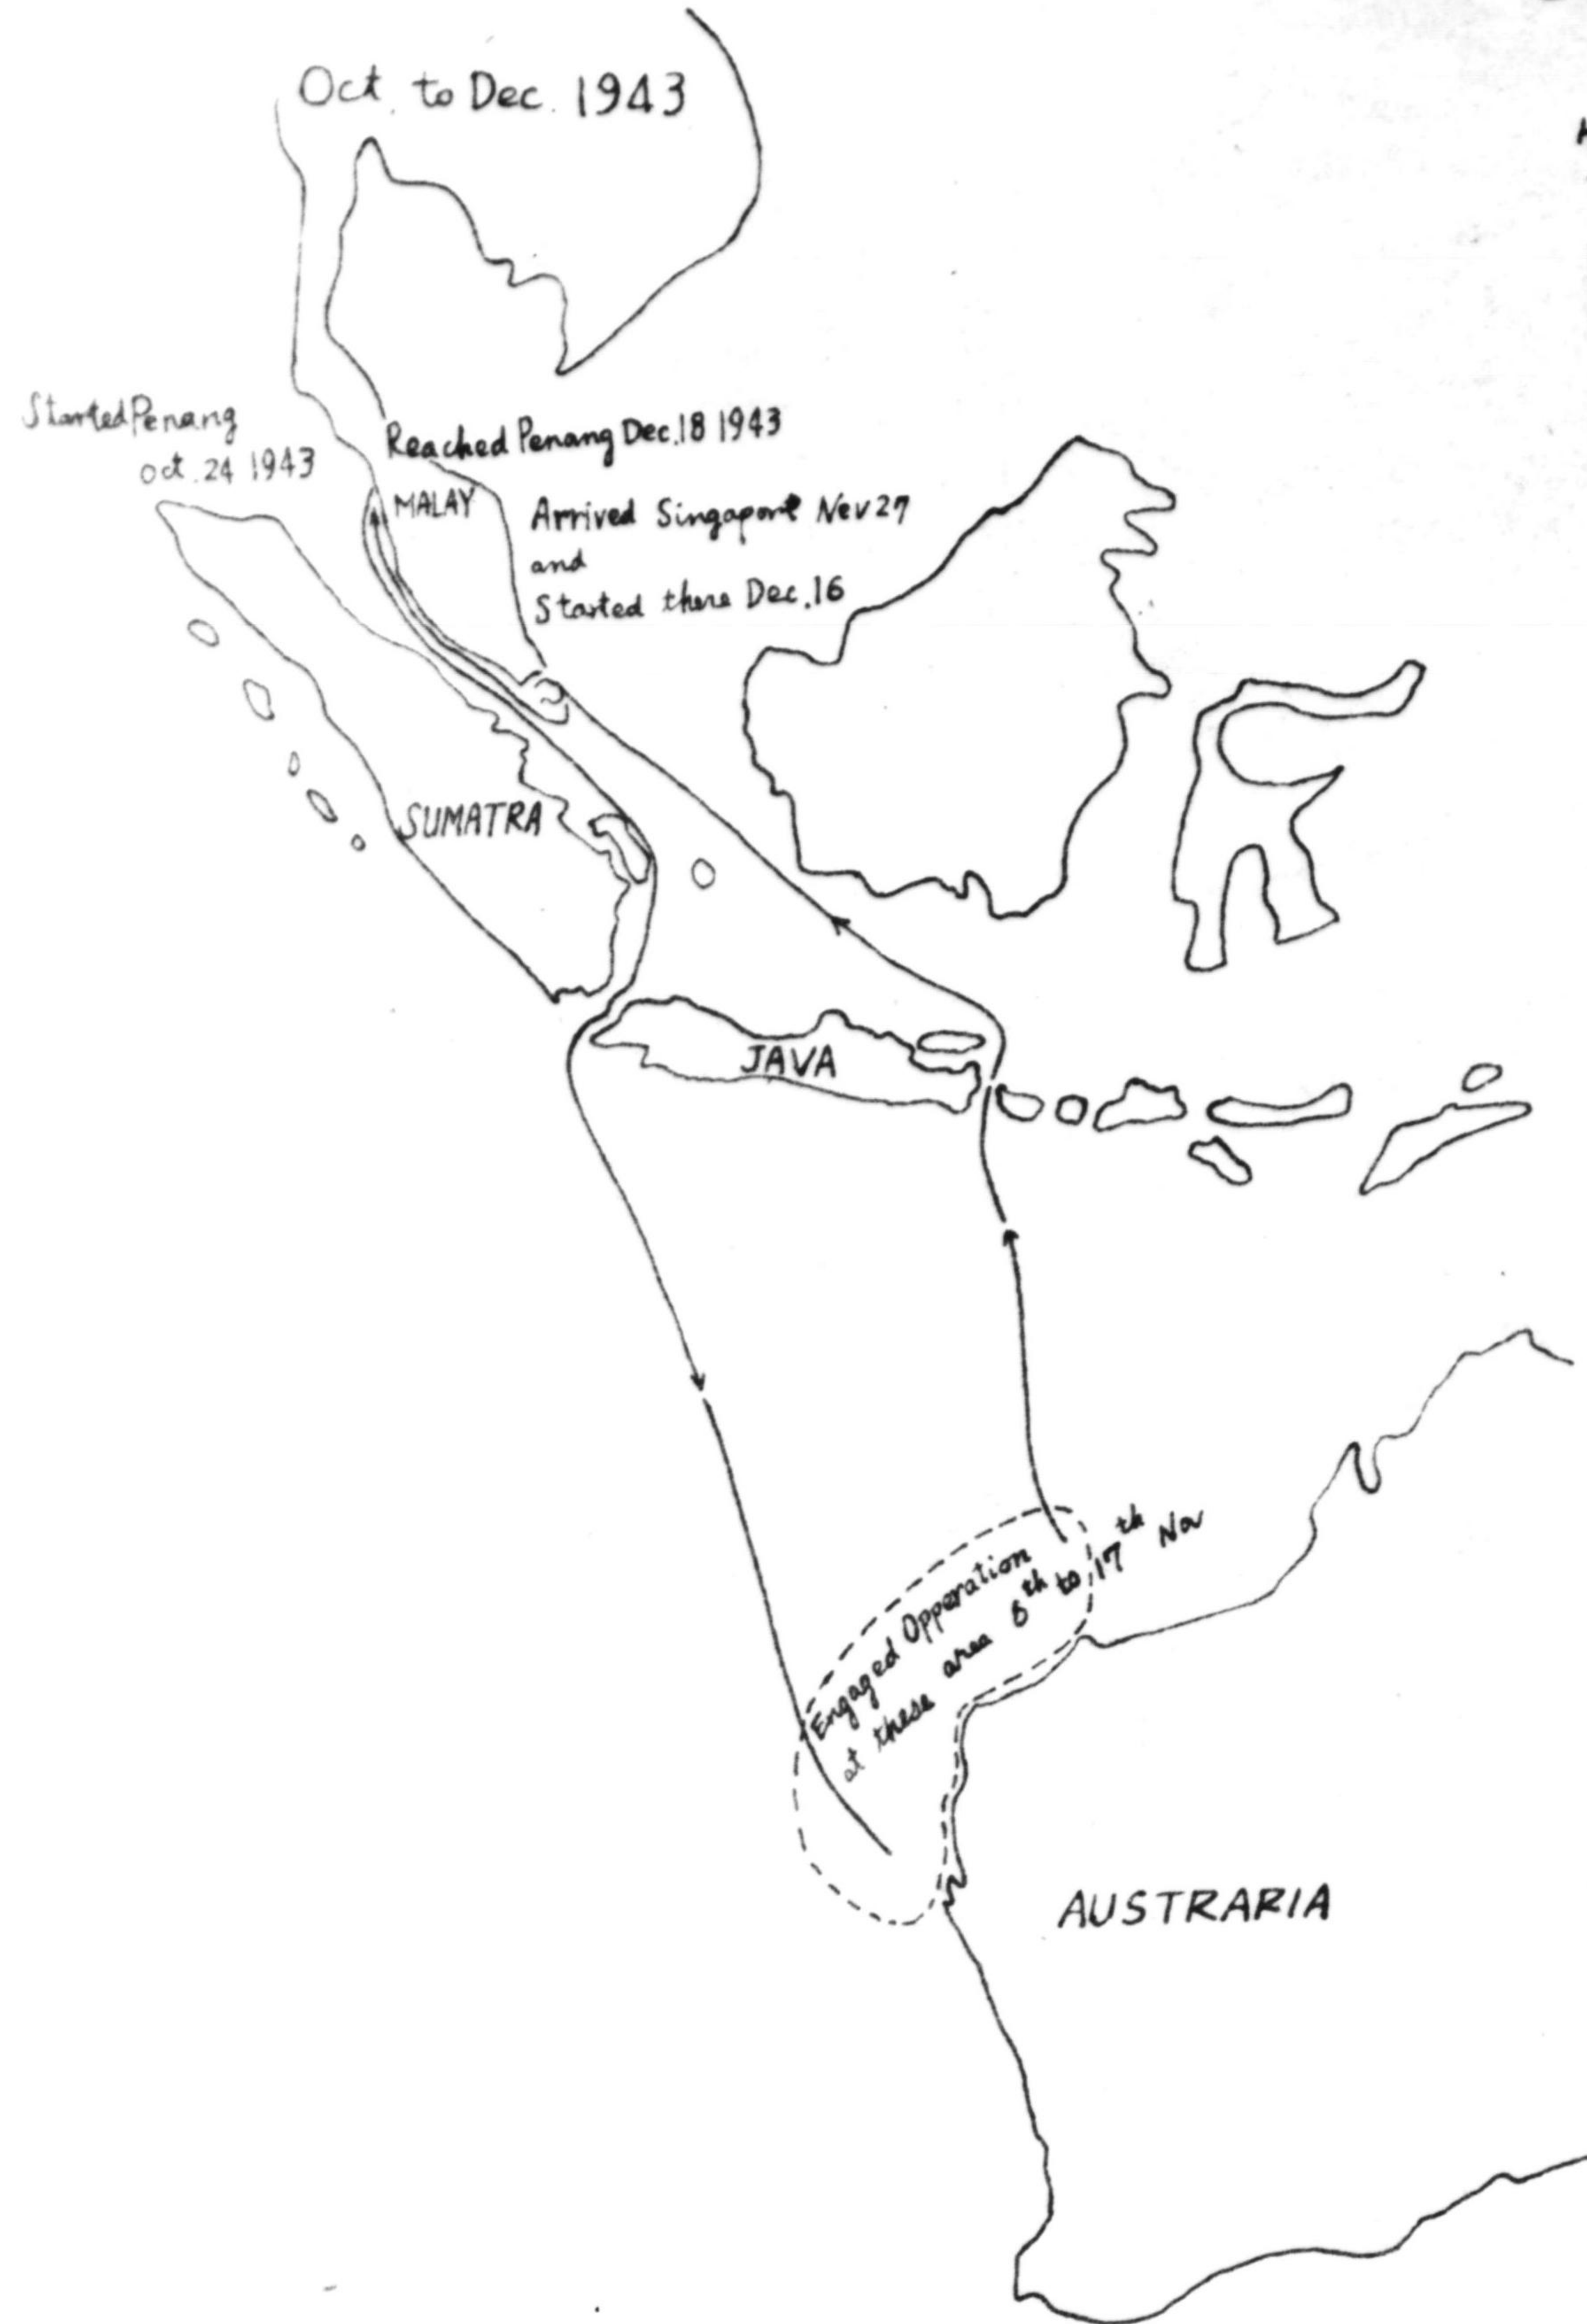 Oct. to Dec. 1943
Started Penang
oct. 24 1943
Reached Penang Dec. 18 1943
MALAY
Arrived Singapore Nov 27
and
Started there Dec. 16
SUMATRA
JAVA
Engaged Opperation
at these area 8th to 17th Nov
AUSTRARIA